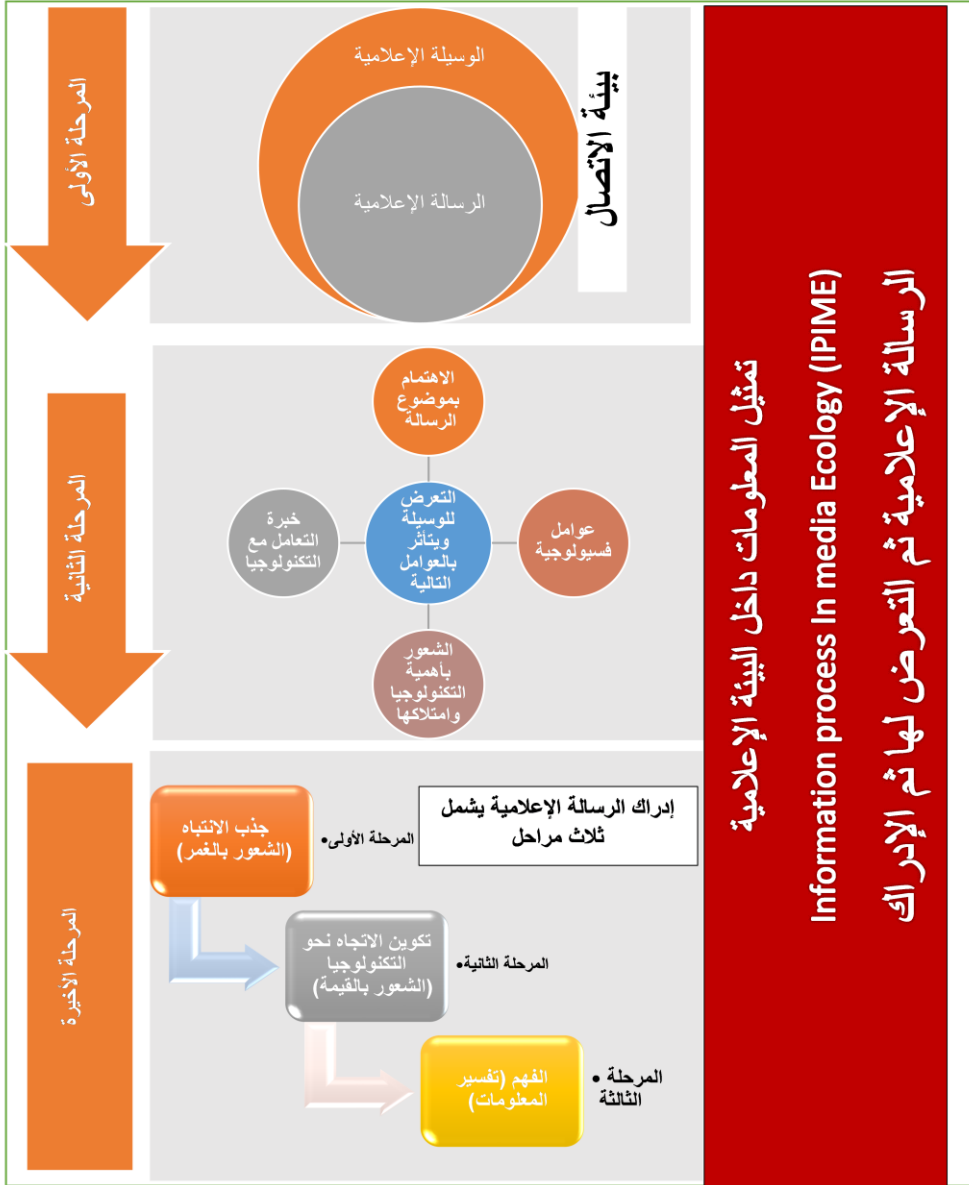 تمثيل المعلومات داخل البيئة الإعلامية
Information process In media Ecology (IPIME)
الرسالة الإعلامية ثم التعرض لها ثم الإدراك
المرحلة الأولى
بيئة الاتصال
الوسيلة الإعلامية
الرسالة الإعلامية
المرحلة الثانية
الاهتمام
بموضوع
الرسالة
عوامل
فسيولوجية
التعرض
للوسيلة
ويتأثر
بالعوامل
التالية
خبرة
التعامل مع
التكنولوجيا
الشعور
بأهمية
التكنولوجيا
وامتلاكها
المرحلة الأخيرة
إدراك الرسالة الإعلامية يشمل
ثلاث مراحل
•المرحلة الأولى
جذب الانتباه
(الشعور بالغمر)
•المرحلة الثانية
تكوين الاتجاه نحو
التكنولوجيا
(الشعور بالقيمة)
• المرحلة
الثالثة
الفهم (تفسير
المعلومات)